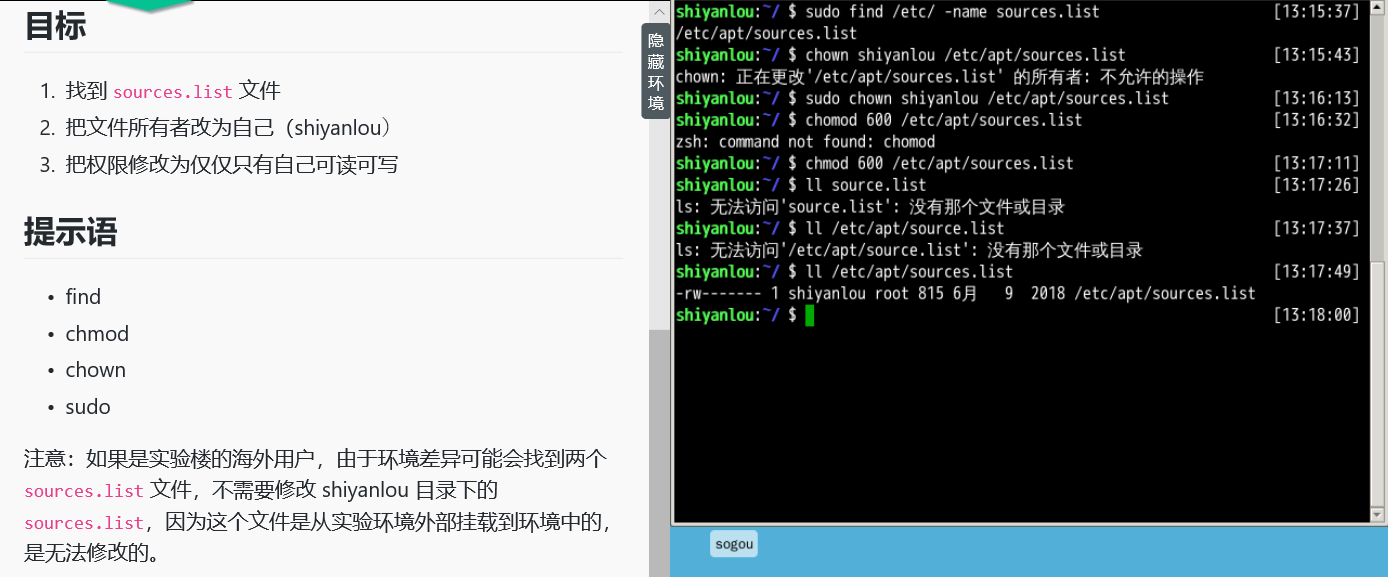 目标
1. 找到 sources.list 文件
2. 把文件所有者改为自己（shiyanlou）
3. 把权限修改为仅仅只有自己可读可写
提示语
• find
• chmod
• chown
• sudo
注意：如果是实验楼的海外用户，由于环境差异可能会找到两个
sources.list 文件，不需要修改 shiyanlou 目录下的
sources.list，因为这个文件是从实验环境外部挂载到环境中的，
是无法修改的。
隐
藏
环
境
shiyanlou:~/ $ sudo find /etc/ -name sources.list [13:15:37]
/etc/apt/sources.list
shiyanlou:~/ $ chown shiyanlou /etc/apt/sources.list [13:15:43]
chown: 正在更改'/etc/apt/sources.list' 的所有者: 不允许的操作
shiyanlou:~/ $ sudo chown shiyanlou /etc/apt/sources.list [13:16:13]
shiyanlou:~/ $ chomod 600 /etc/apt/sources.list [13:16:32]
zsh: command not found: chomod
shiyanlou:~/ $ chmod 600 /etc/apt/sources.list [13:17:11]
shiyanlou:~/ $ ll source.list [13:17:26]
ls: 无法访问'source.list': 没有那个文件或目录
shiyanlou:~/ $ ll /etc/apt/source.list [13:17:37]
ls: 无法访问'/etc/apt/source.list': 没有那个文件或目录
shiyanlou:~/ $ ll /etc/apt/sources.list [13:17:49]
-rw------- 1 shiyanlou root 815 6月 9 2018 /etc/apt/sources.list
shiyanlou:~/ $ [13:18:00]
sogou